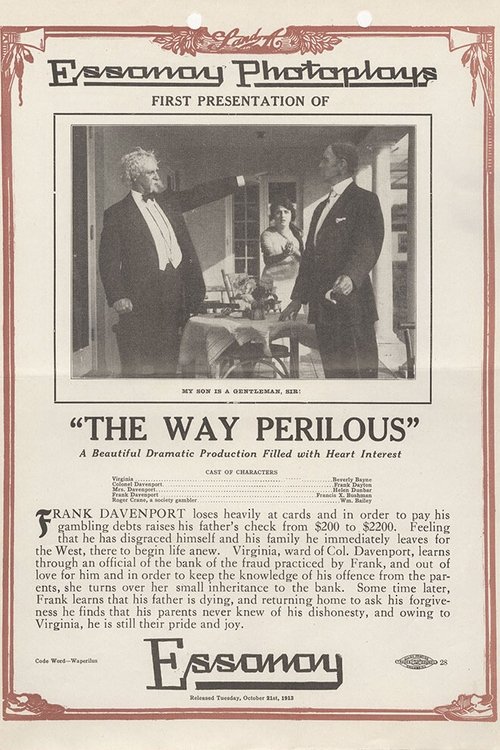 S and A
Essanay Photoplays
FIRST PRESENTATION OF
MY SON IS A GENTLEMAN, SIR!
“THE WAY PERILOUS”
A Beautiful Dramatic Production Filled with Heart Interest
CAST OF CHARACTERS
Virginia Beverly Bayne
Colonel Davenport Frank Dayton
Mrs. Davenport Helen Dunbar
Frank Davenport Francis X. Bushman
Roger Crane, a society gambler Wm. Bailey
FRANK DAVENPORT loses heavily at cards and in order to pay his
gambling debts raises his father's check from $200 to $2200. Feeling
that he has disgraced himself and his family he immediately leaves for
the West, there to begin life anew. Virginia, ward of Col. Davenport, learns
through an official of the bank of the fraud practiced by Frank, and out of
love for him and in order to keep the knowledge of his offence from the par-
ents, she turns over her small inheritance to the bank. Some time later,
Frank learns that his father is dying, and returning home to ask his forgive-
ness he finds that his parents never knew of his dishonesty, and owing to
Virginia, he is still their pride and joy.
Code Word—Waperilus
Essanay
28
Released Tuesday, October 21st, 1913